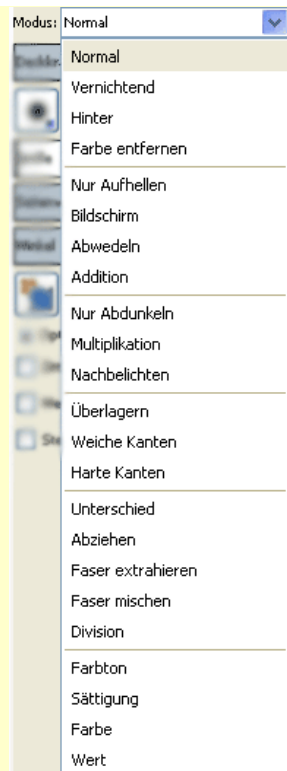 Modus: Normal
Normal
Vernichtend
Hinter
Farbe entfernen
Nur Aufhellen
Bildschirm
Abwedeln
Addition
Nur Abdunkeln
Multiplikation
Nachbelichten
Überlagern
Weiche Kanten
Harte Kanten
Unterschied
Abziehen
Faser extrahieren
Faser mischen
Division
Farbton
Sättigung
Farbe
Wert